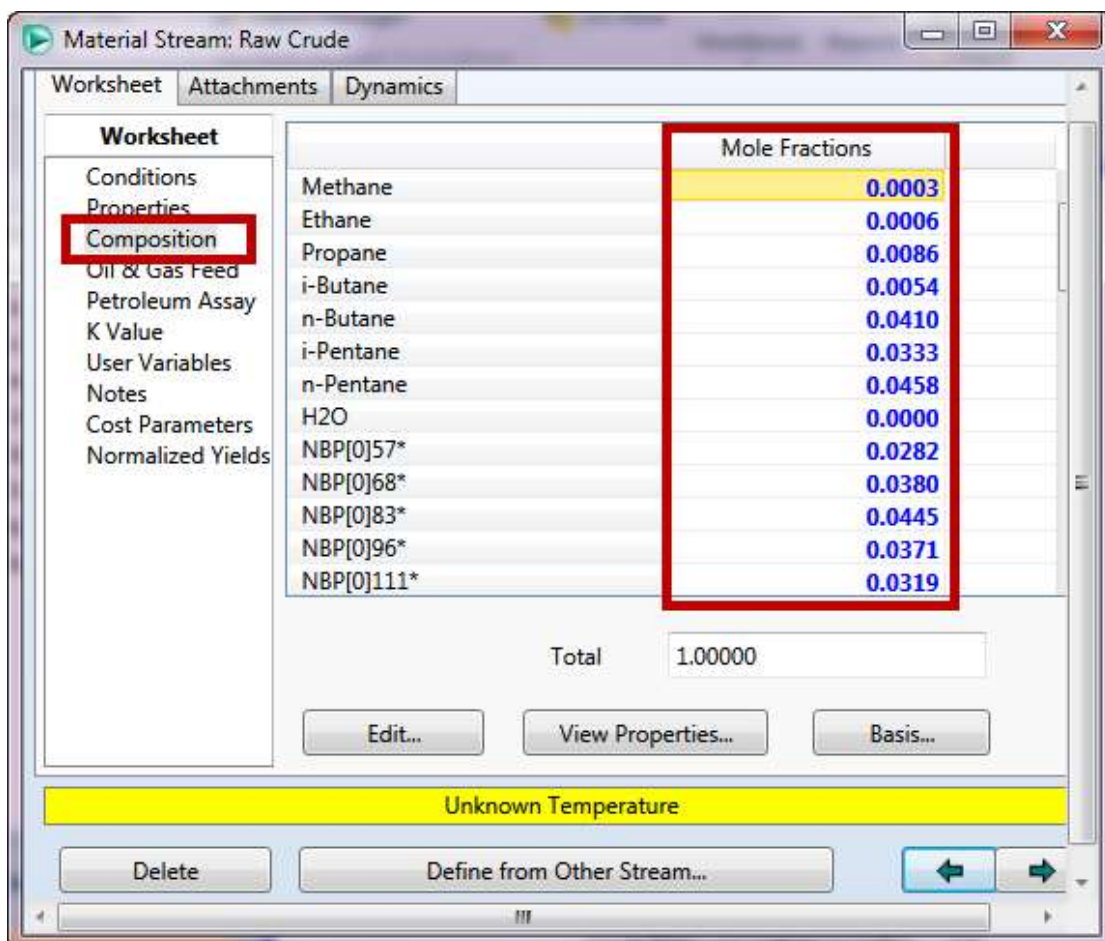 Material Stream: Raw Crude
Worksheet Attachments Dynamics
Worksheet
Conditions
Properties
Composition
Oil & Gas Feed
Petroleum Assay
K Value
User Variables
Notes
Cost Parameters
Normalized Yields
Mole Fractions
Methane 0.0003
Ethane 0.0006
Propane 0.0086
i-Butane 0.0054
n-Butane 0.0410
i-Pentane 0.0333
n-Pentane 0.0458
H2O 0.0000
NBP[0]57* 0.0282
NBP[0]68* 0.0380
NBP[0]83* 0.0445
NBP[0]96* 0.0371
NBP[0]111* 0.0319
Total 1.00000
Edit... View Properties... Basis...
Unknown Temperature
Delete Define from Other Stream...